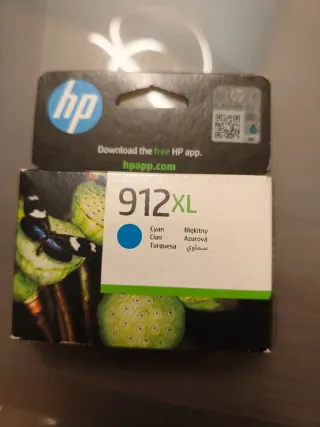 hp
Download the free HP app.
hpapp.com
912XL
Cyan Błękitny
Cian Azurová
Turquesa سماوي